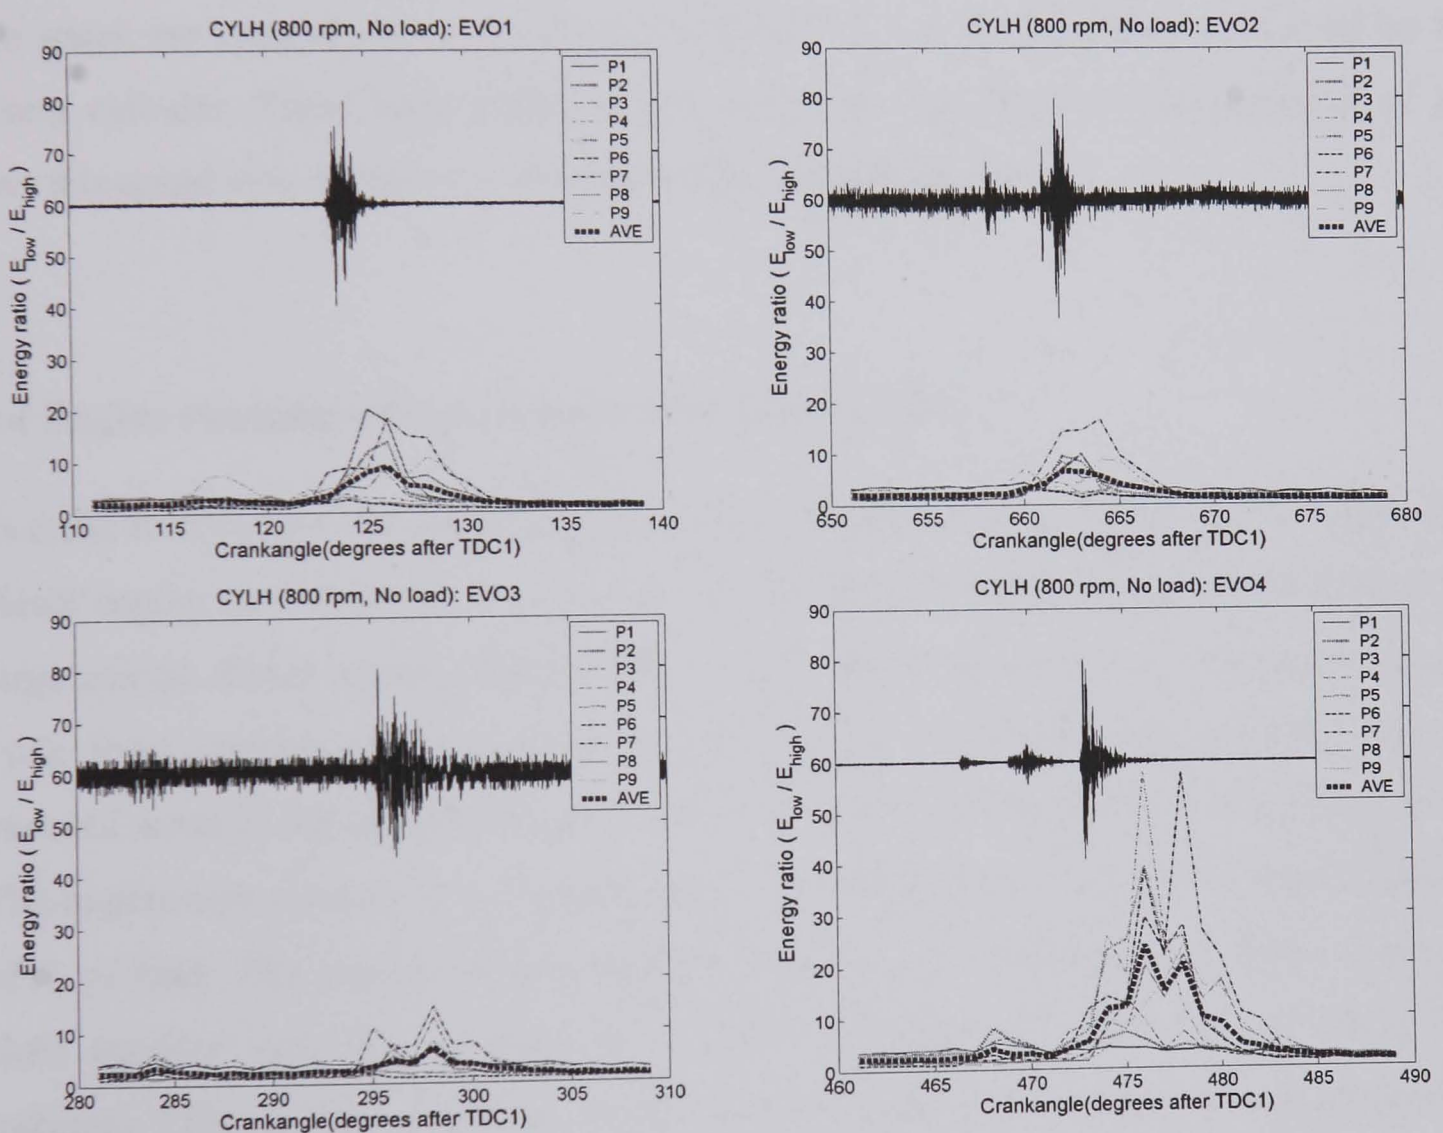 CYLH (800 rpm, No load): EVO1
90
80
70
60
50
40
30
20
10
0
Energy ratio ( E_low / E_high )
110 115 120 125 130 135 140
Crankangle(degrees after TDC1)
P1
P2
P3
P4
P5
P6
P7
P8
P9
AVE
CYLH (800 rpm, No load): EVO2
90
80
70
60
50
40
30
20
10
0
Energy ratio ( E_low / E_high )
650 655 660 665 670 675 680
Crankangle(degrees after TDC1)
P1
P2
P3
P4
P5
P6
P7
P8
P9
AVE
CYLH (800 rpm, No load): EVO3
90
80
70
60
50
40
30
20
10
0
Energy ratio ( E_low / E_high )
280 285 290 295 300 305 310
Crankangle(degrees after TDC1)
P1
P2
P3
P4
P5
P6
P7
P8
P9
AVE
CYLH (800 rpm, No load): EVO4
90
80
70
60
50
40
30
20
10
0
Energy ratio ( E_low / E_high )
460 465 470 475 480 485 490
Crankangle(degrees after TDC1)
P1
P2
P3
P4
P5
P6
P7
P8
P9
AVE